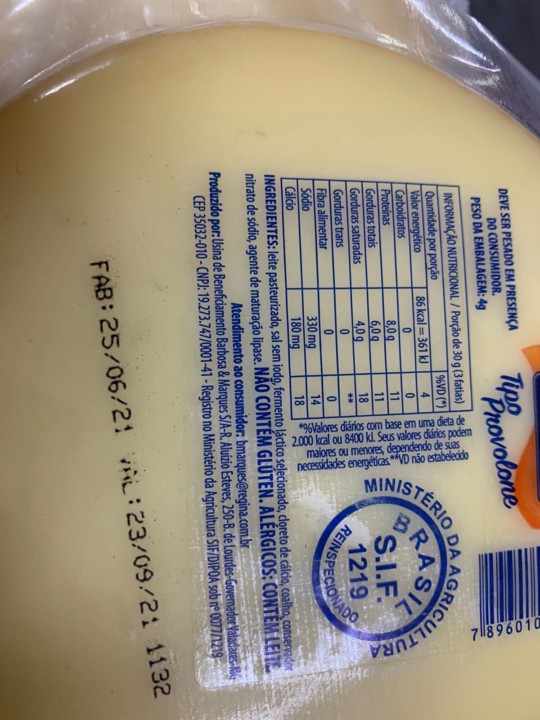 DEVE SER PESADO EM PRESENÇA
DO CONSUMIDOR.
PESO DA EMBALAGEM: 4g
Tipo
Provolone
INFORMAÇÃO NUTRICIONAL / Porção de 30 g (3 fatias)
Quantidade por porção %VD (*)
Valor energético 86 kcal = 361 kJ 4
Carboidratos 0 0
Proteínas 8,0 g 11
Gorduras totais 6,0 g 11
Gorduras saturadas 4,0 g 18
Gorduras trans 0 **
Fibra alimentar 0 0
Sódio 330 mg 14
Cálcio 180 mg 18
*%Valores diários com base em uma dieta de
2.000 kcal ou 8400 kJ. Seus valores diários podem
maiores ou menores, dependendo de suas
necessidades energéticas.**VD não estabelecido
INGREDIENTES: leite pasteurizado, sal sem iodo, fermento láctico selecionado, cloreto de cálcio, coalho, conservador
nitrato de sódio, agente de maturação lipase. NÃO CONTÉM GLÚTEN. ALÉRGICOS: CONTÉM LEITE
Atendimento ao consumidor: bmarques@regina.com.br
Produzido por: Usina de Beneficiamento Barbosa & Marques S/A-R. Aluizio Esteves, 250-B. de Lourdes-Governador Valadares-MG
CEP 35032-010 - CNPJ: 19.273.747/0001-41 - Registro no Ministério da Agricultura SIF/DIPOA sob nº 0077/1219
MINISTÉRIO DA AGRICULTURA
BRASIL
S.I.F.
1219
REINSPECIONADO
7 896010
FAB: 25/06/21 VAL: 23/09/21 1132